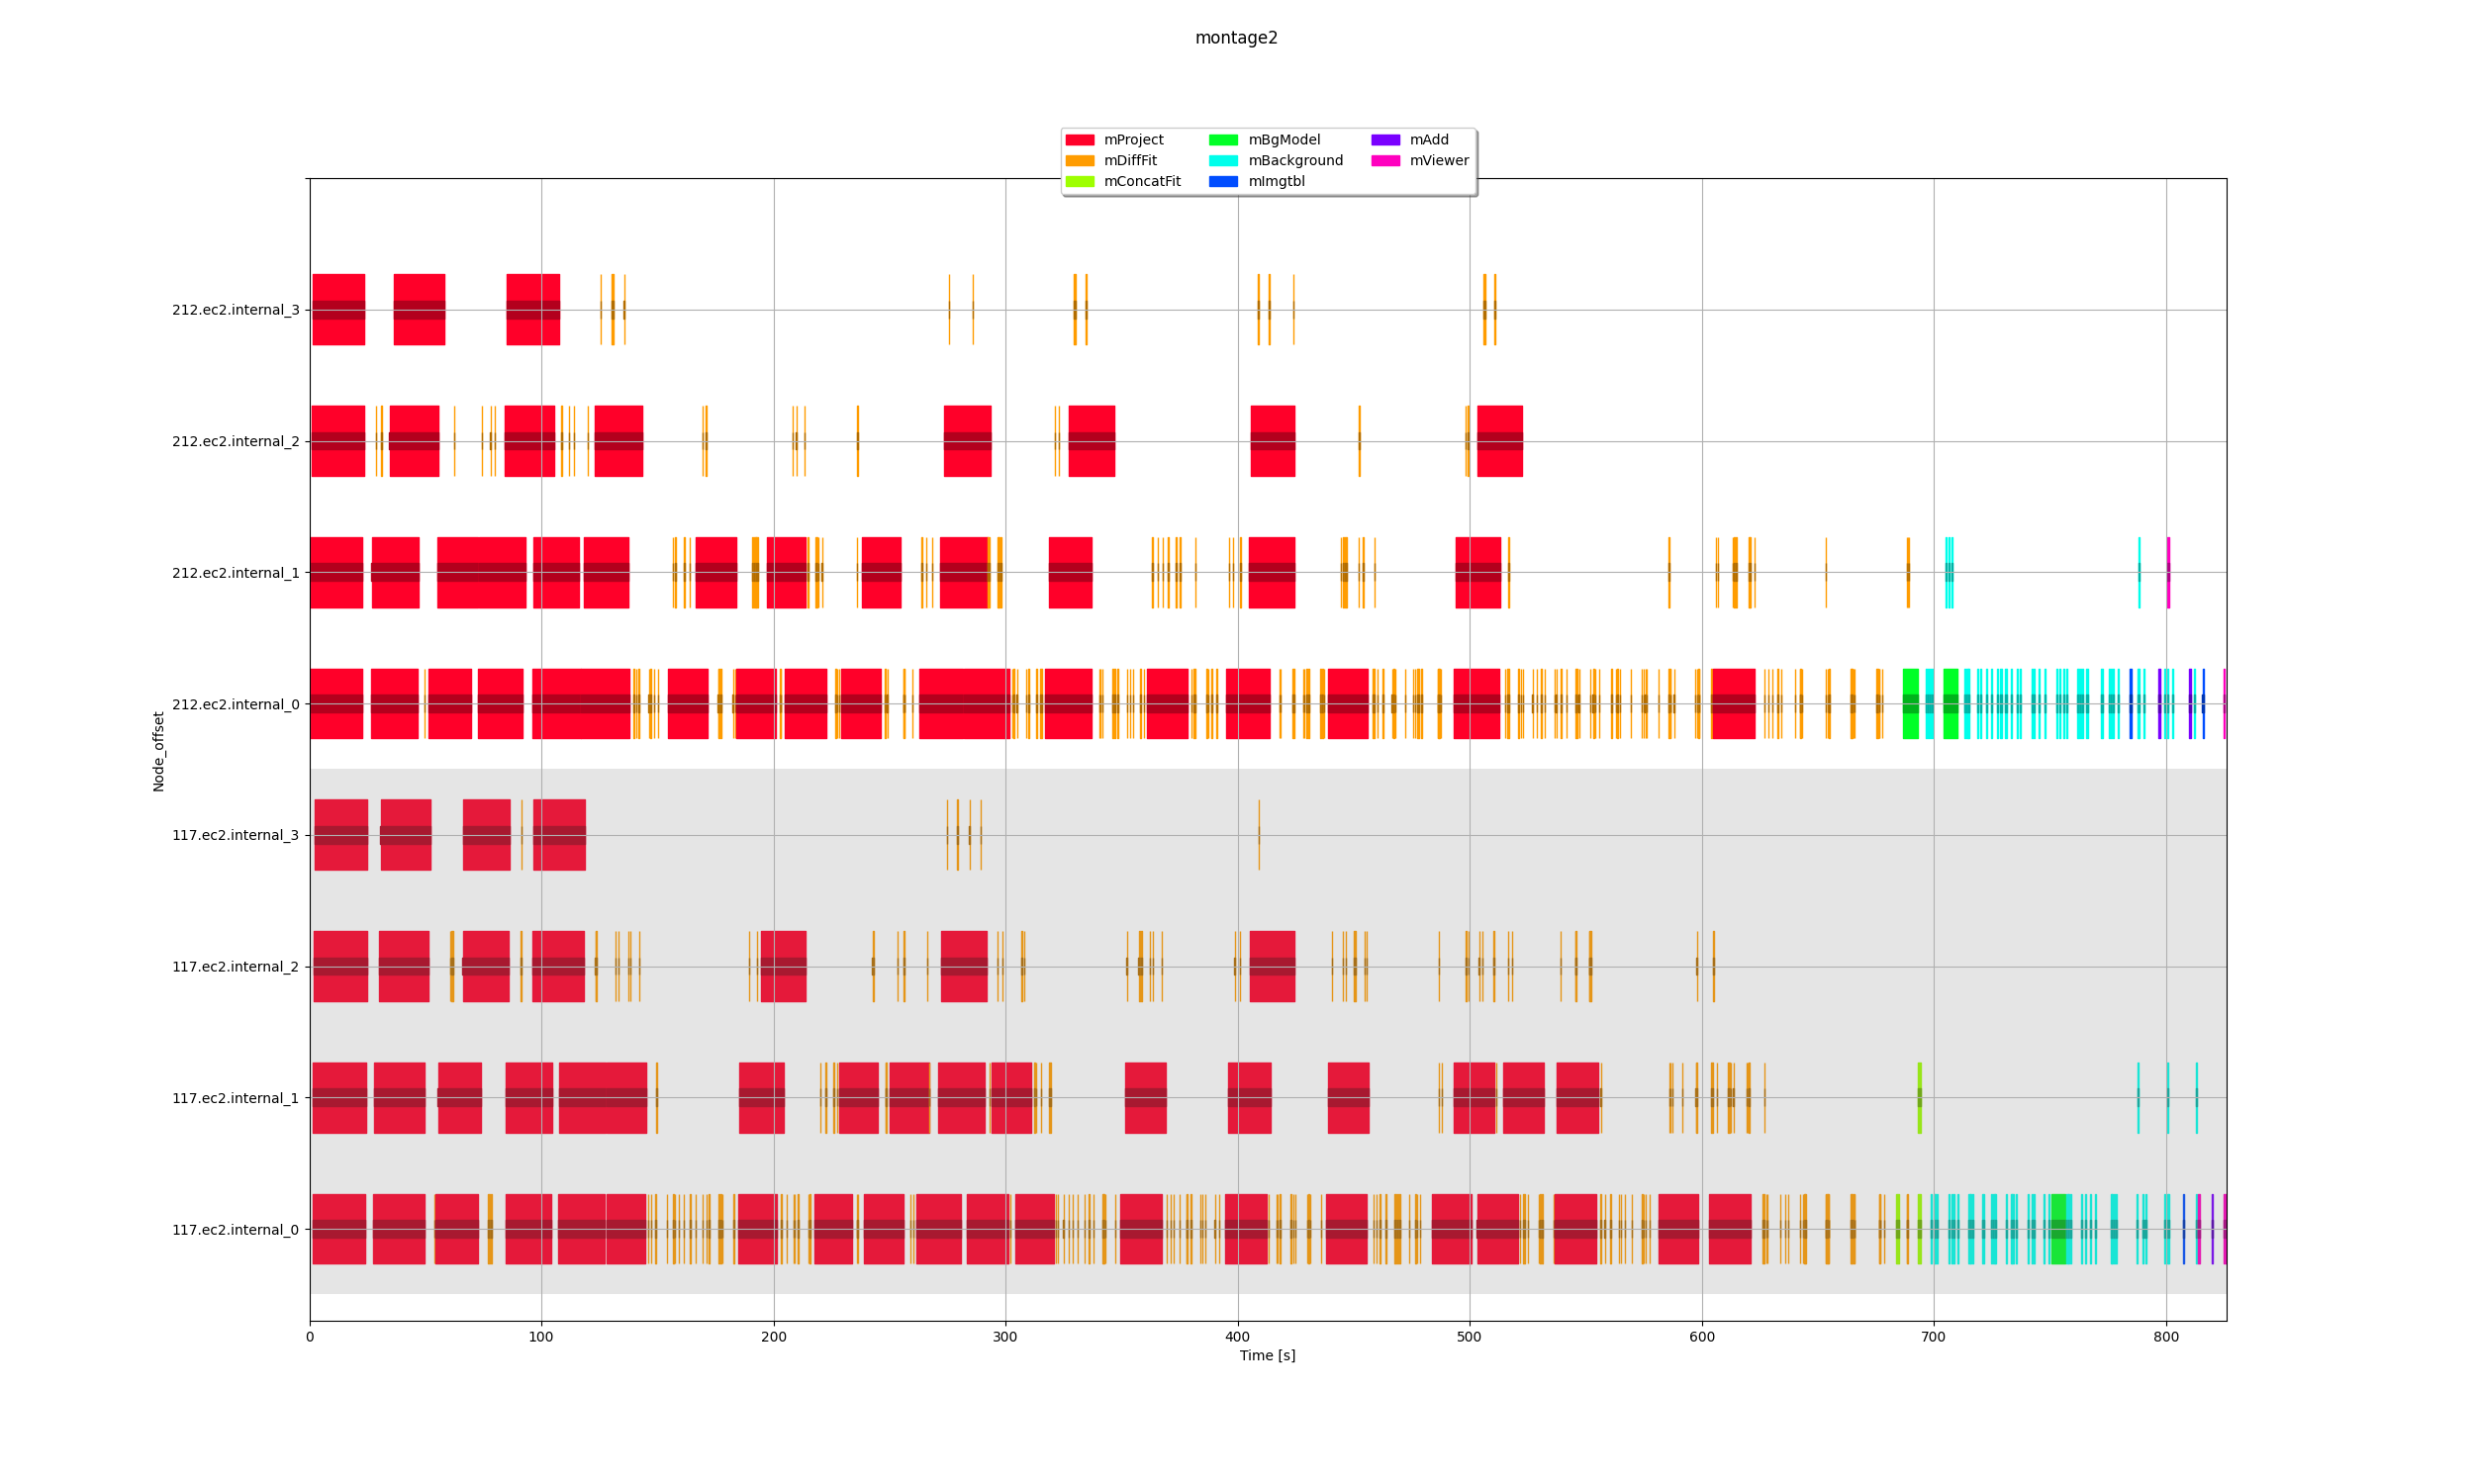 montage2
mProject mBgModel mAdd
mDiffFit mBackground mViewer
mConcatFit mImgtbl
212.ec2.internal_3
212.ec2.internal_2
212.ec2.internal_1
212.ec2.internal_0
117.ec2.internal_3
117.ec2.internal_2
117.ec2.internal_1
117.ec2.internal_0
Node_offset
0 100 200 300 400 500 600 700 800
Time [s]